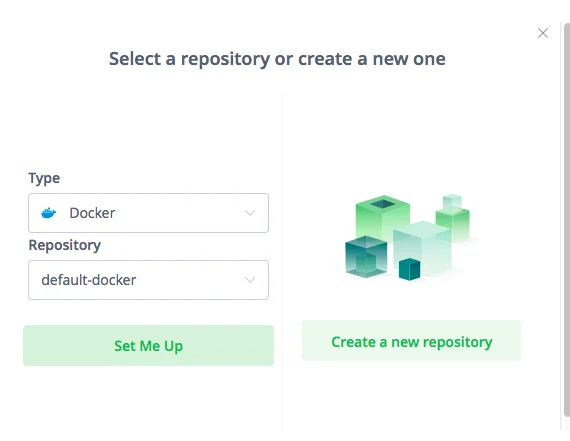 Select a repository or create a new one
Type
Docker
Repository
default-docker
Set Me Up
Create a new repository